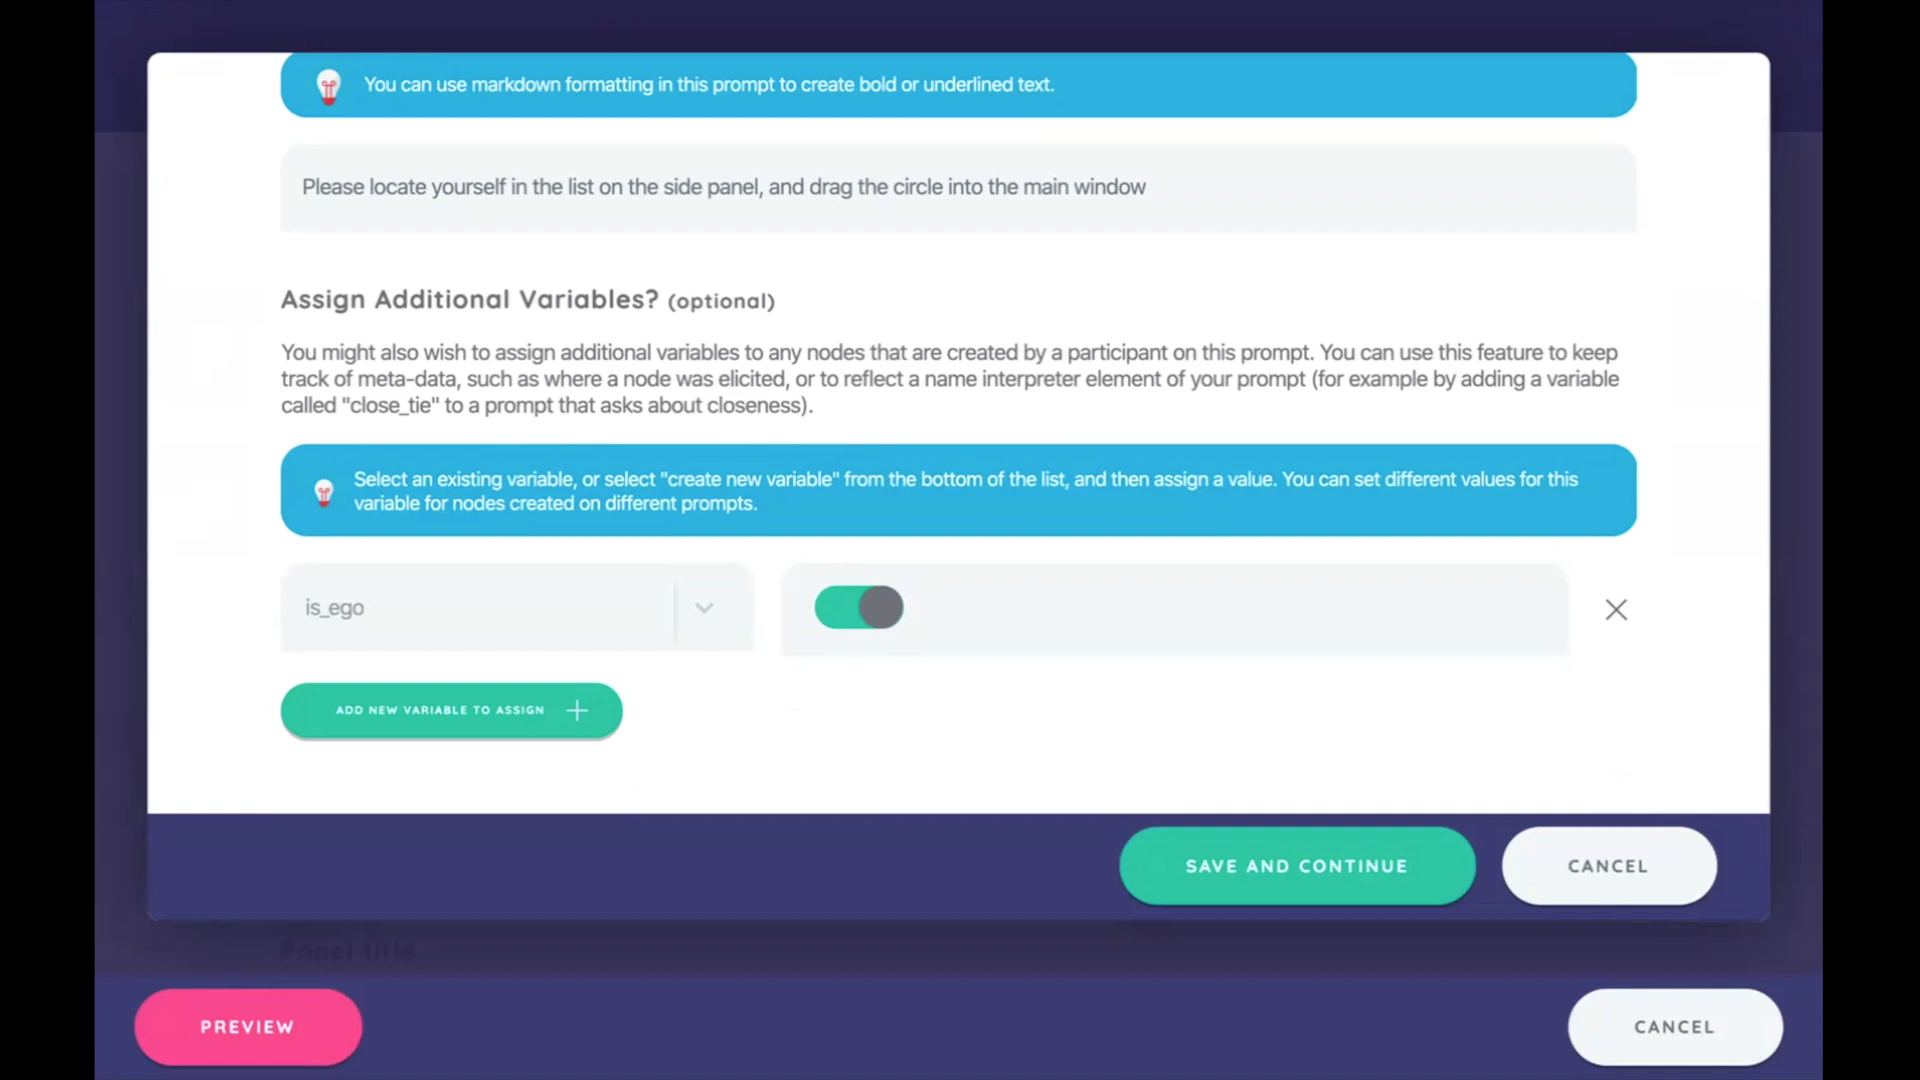 You can use markdown formatting in this prompt to create bold or underlined text.
Please locate yourself in the list on the side panel, and drag the circle into the main window
Assign Additional Variables? (optional)
You might also wish to assign additional variables to any nodes that are created by a participant on this prompt. You can use this feature to keep
track of meta-data, such as where a node was elicited, or to reflect a name interpreter element of your prompt (for example by adding a variable
called "close_tie" to a prompt that asks about closeness).
Select an existing variable, or select "create new variable" from the bottom of the list, and then assign a value. You can set different values for this
variable for nodes created on different prompts.
is_ego
ADD NEW VARIABLE TO ASSIGN
SAVE AND CONTINUE
CANCEL
Panel title
PREVIEW
CANCEL